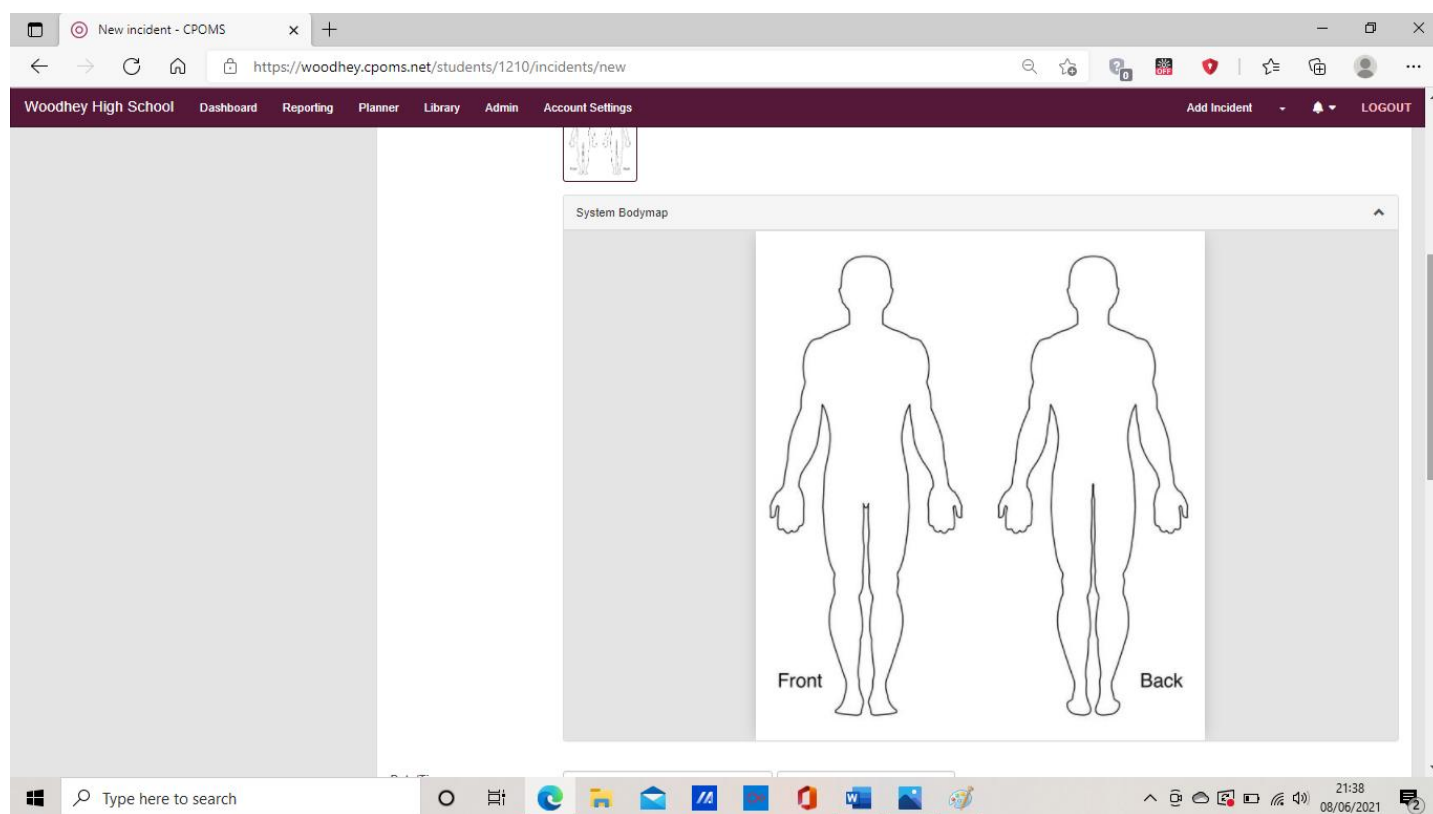 New incident - CPOMS
https://woodhey.cpoms.net/students/1210/incidents/new
Woodhey High School Dashboard Reporting Planner Library Admin Account Settings Add Incident LOGOUT
System Bodymap
Front Back
Type here to search
21:38
08/06/2021